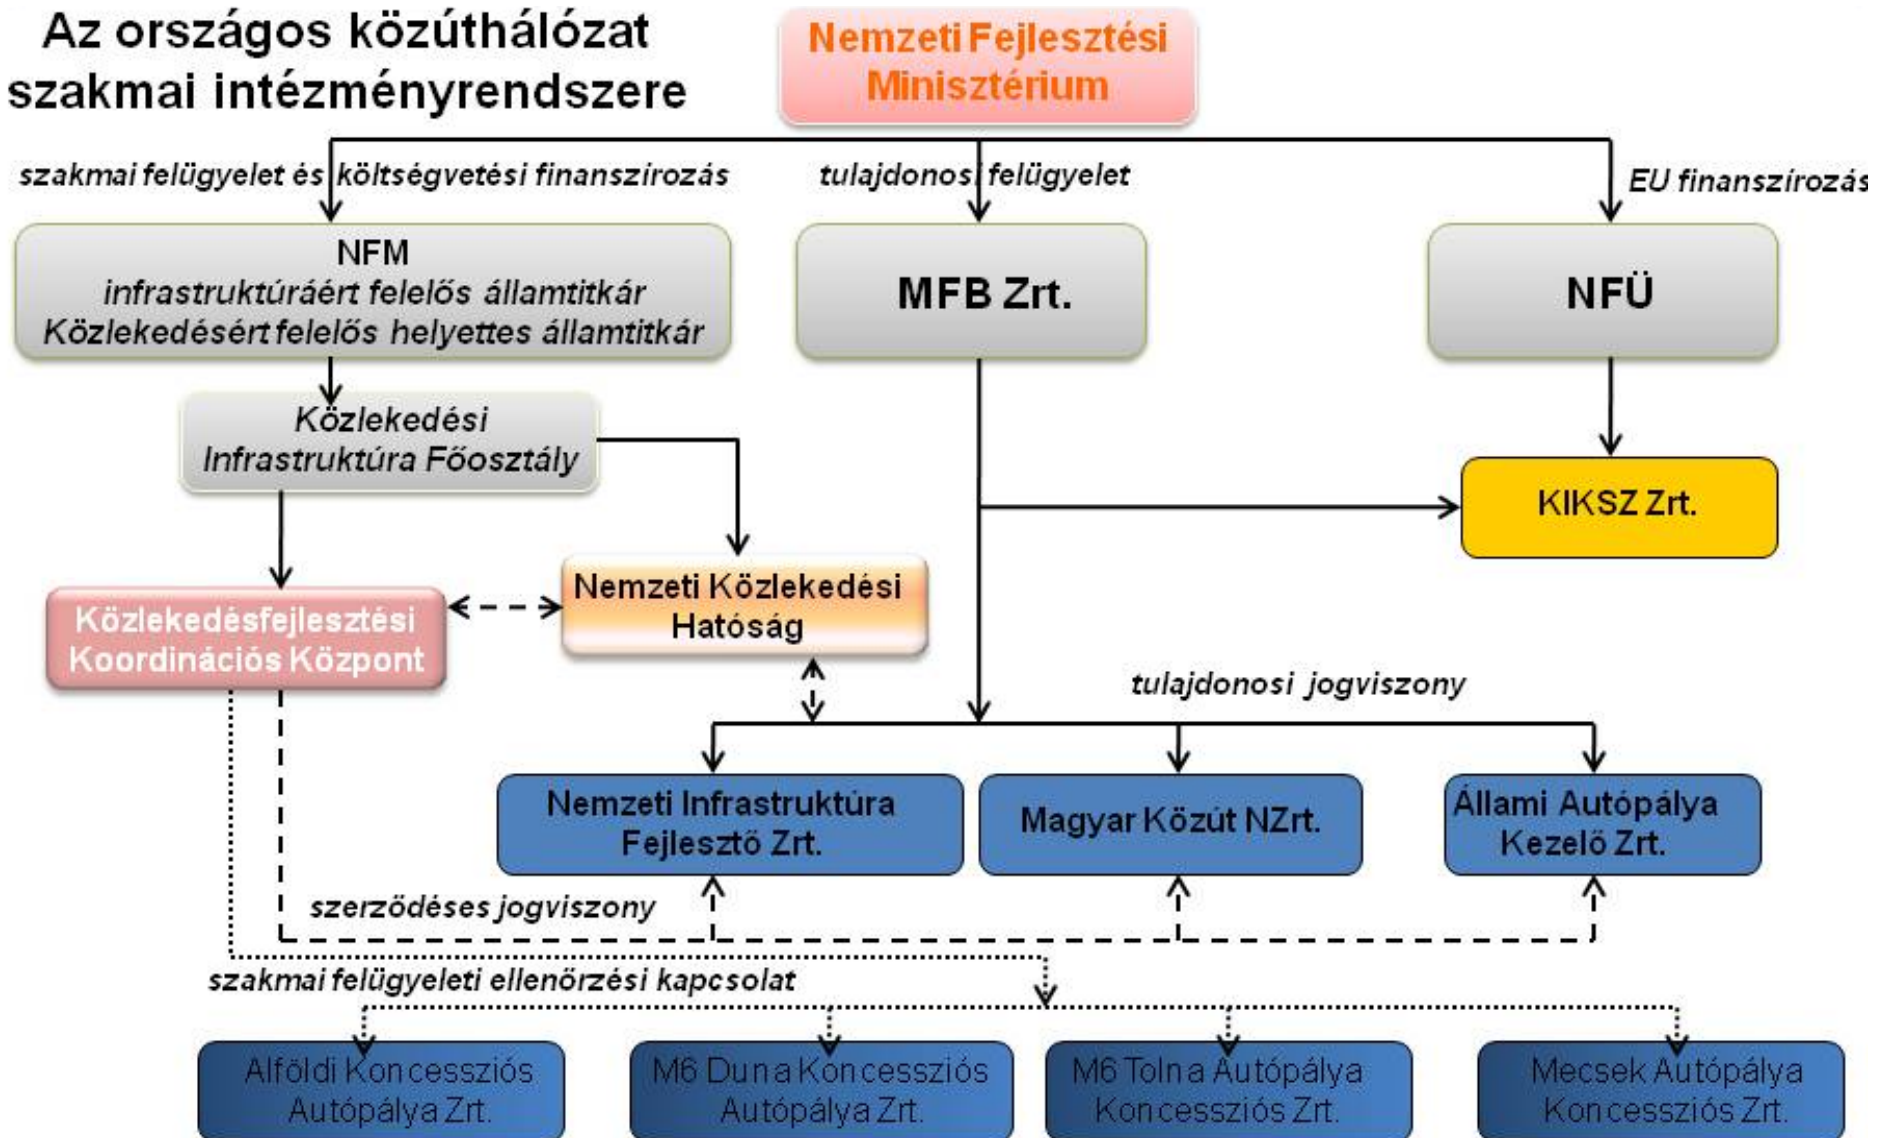 Az országos közúthálózat
szakmai intézményrendszere
Nemzeti Fejlesztési
Minisztérium
szakmai felügyelet és költségvetési finanszírozás
tulajdonosi felügyelet
EU finanszírozás
NFM
infrastruktúráért felelős államtitkár
Közlekedésért felelős helyettes államtitkár
MFB Zrt.
NFÜ
Közlekedési
Infrastruktúra Főosztály
KIKSZ Zrt.
Nemzeti Közlekedési
Hatóság
Közlekedésfejlesztési
Koordinációs Központ
tulajdonosi jogviszony
Nemzeti Infrastruktúra
Fejlesztő Zrt.
Magyar Közút NZrt.
Állami Autópálya
Kezelő Zrt.
szerződéses jogviszony
szakmai felügyeleti ellenőrzési kapcsolat
Alföldi Koncessziós
Autópálya Zrt.
M6 Duna Koncessziós
Autópálya Zrt.
M6 Tolna Autópálya
Koncessziós Zrt.
Mecsek Autópálya
Koncessziós Zrt.